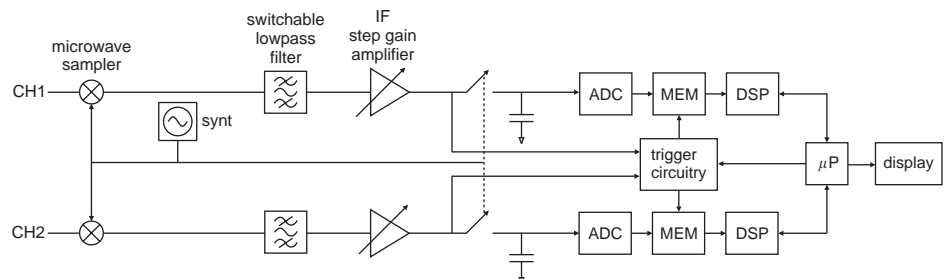 IF
switchable
step gain
lowpass
amplifier
microwave
filter
sampler
CH1
ADC
MEM
DSP
synt
trigger
circuitry
μP
display
CH2
ADC
MEM
DSP